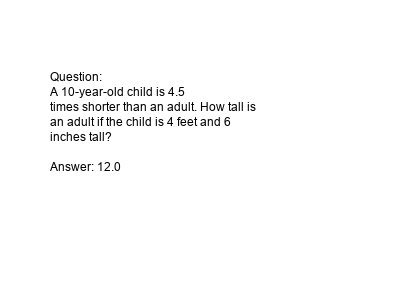 Question:
A 10-year-old child is 4.5
times shorter than an adult. How tall is
an adult if the child is 4 feet and 6
inches tall?
Answer: 12.0